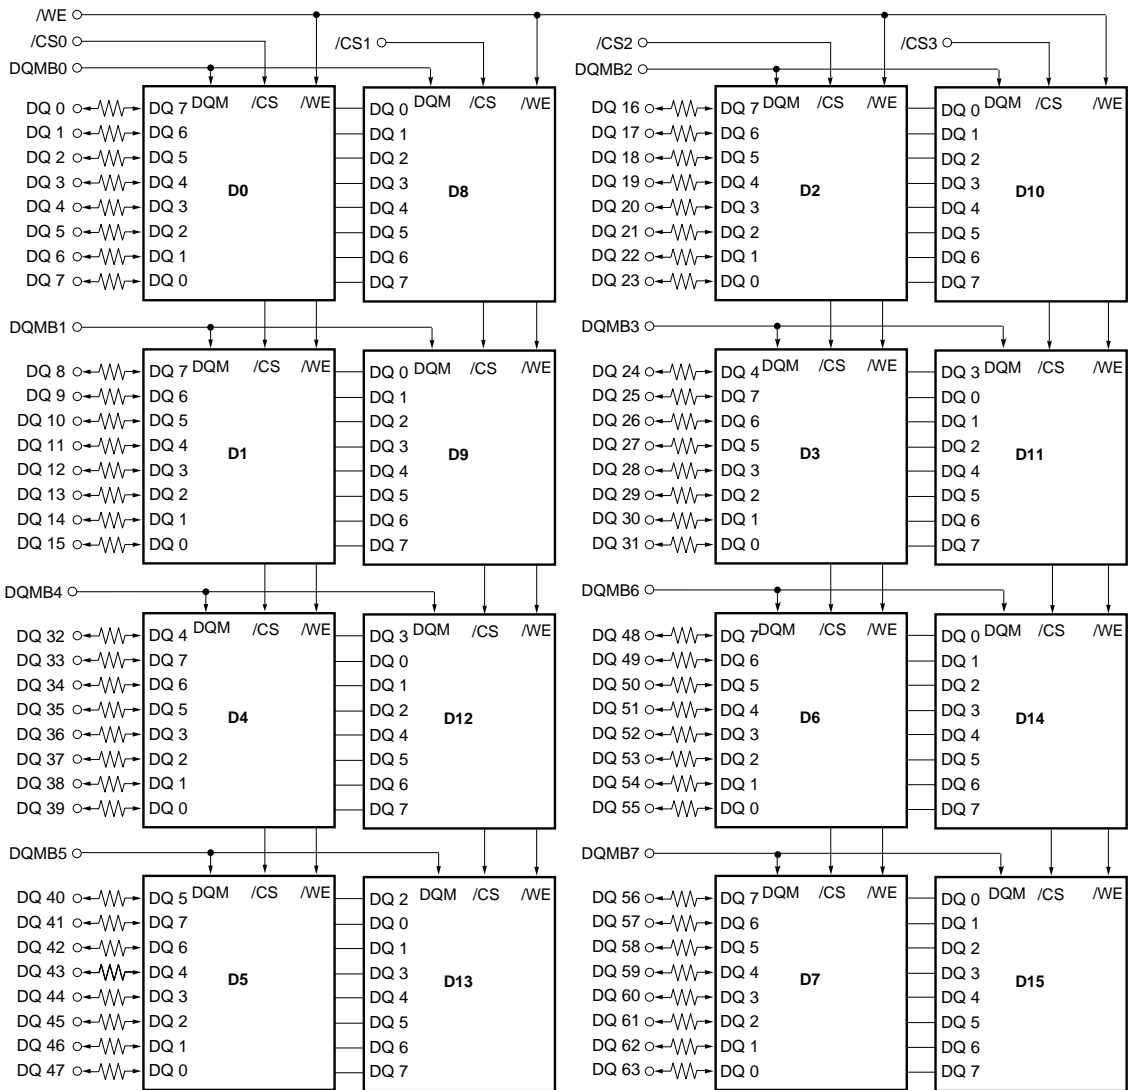 /WE
/CS0 /CS1 /CS2 /CS3
DQMB0 DQMB2
DQM /CS /WE DQM /CS /WE DQM /CS /WE DQM /CS /WE
DQ 0 DQ 7 DQ 0 DQ 16 DQ 7 DQ 0
DQ 1 DQ 6 DQ 1 DQ 17 DQ 6 DQ 1
DQ 2 DQ 5 DQ 2 DQ 18 DQ 5 DQ 2
DQ 3 DQ 4 D0 DQ 3 D8 DQ 19 DQ 4 D2 DQ 3 D10
DQ 4 DQ 3 DQ 4 DQ 20 DQ 3 DQ 4
DQ 5 DQ 2 DQ 5 DQ 21 DQ 2 DQ 5
DQ 6 DQ 1 DQ 6 DQ 22 DQ 1 DQ 6
DQ 7 DQ 0 DQ 7 DQ 23 DQ 0 DQ 7
DQMB1 DQMB3
DQM /CS /WE DQM /CS /WE DQM /CS /WE DQM /CS /WE
DQ 8 DQ 7 DQ 0 DQ 24 DQ 4 DQ 3
DQ 9 DQ 6 DQ 1 DQ 25 DQ 7 DQ 0
DQ 10 DQ 5 DQ 2 DQ 26 DQ 6 DQ 1
DQ 11 DQ 4 D1 DQ 3 D9 DQ 27 DQ 5 D3 DQ 2 D11
DQ 12 DQ 3 DQ 4 DQ 28 DQ 3 DQ 4
DQ 13 DQ 2 DQ 5 DQ 29 DQ 2 DQ 5
DQ 14 DQ 1 DQ 6 DQ 30 DQ 1 DQ 6
DQ 15 DQ 0 DQ 7 DQ 31 DQ 0 DQ 7
DQMB4 DQMB6
DQM /CS /WE DQM /CS /WE DQM /CS /WE DQM /CS /WE
DQ 32 DQ 4 DQ 3 DQ 48 DQ 7 DQ 0
DQ 33 DQ 7 DQ 0 DQ 49 DQ 6 DQ 1
DQ 34 DQ 6 DQ 1 DQ 50 DQ 5 DQ 2
DQ 35 DQ 5 D4 DQ 2 D12 DQ 51 DQ 4 D6 DQ 3 D14
DQ 36 DQ 3 DQ 4 DQ 52 DQ 3 DQ 4
DQ 37 DQ 2 DQ 5 DQ 53 DQ 2 DQ 5
DQ 38 DQ 1 DQ 6 DQ 54 DQ 1 DQ 6
DQ 39 DQ 0 DQ 7 DQ 55 DQ 0 DQ 7
DQMB5 DQMB7
DQM /CS /WE DQM /CS /WE DQM /CS /WE DQM /CS /WE
DQ 40 DQ 5 DQ 2 DQ 56 DQ 7 DQ 0
DQ 41 DQ 7 DQ 0 DQ 57 DQ 6 DQ 1
DQ 42 DQ 6 DQ 1 DQ 58 DQ 5 DQ 2
DQ 43 DQ 4 D5 DQ 3 D13 DQ 59 DQ 4 D7 DQ 3 D15
DQ 44 DQ 3 DQ 4 DQ 60 DQ 3 DQ 4
DQ 45 DQ 2 DQ 5 DQ 61 DQ 2 DQ 5
DQ 46 DQ 1 DQ 6 DQ 62 DQ 1 DQ 6
DQ 47 DQ 0 DQ 7 DQ 63 DQ 0 DQ 7